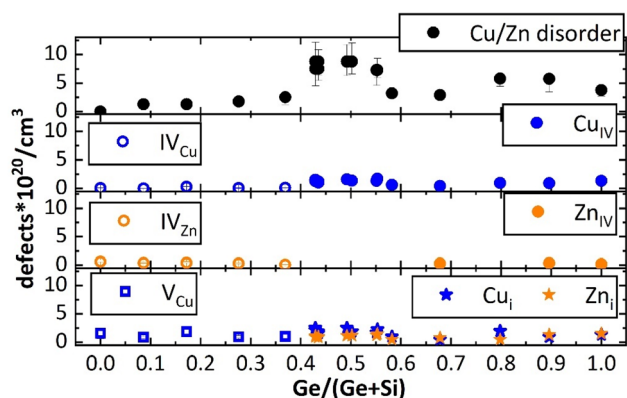 Cu/Zn disorder
10
5
0
IV_Cu
Cu_IV
10
5
0
IV_Zn
Zn_IV
10
5
0
V_Cu
Cu_i Zn_i
10
5
0
defects*10^20/cm^3
0.0 0.1 0.2 0.3 0.4 0.5 0.6 0.7 0.8 0.9 1.0
Ge/(Ge+Si)